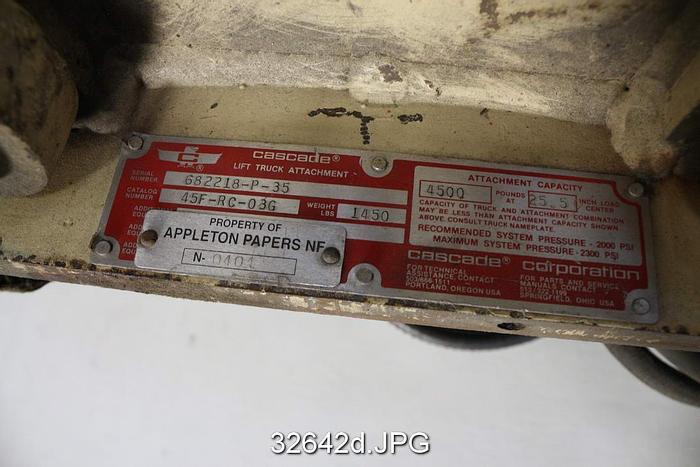 cascade®
LIFT TRUCK ATTACHMENT
SERIAL NUMBER 682218-P-35
CATALOG NUMBER 45F-RC-03G WEIGHT LBS 1450
PROPERTY OF
APPLETON PAPERS NF
N- 0401
ATTACHMENT CAPACITY
4500 POUNDS AT 25.5 INCH LOAD CENTER
CAPACITY OF TRUCK AND ATTACHMENT COMBINATION
MAY BE LESS THAN ATTACHMENT CAPACITY SHOWN
ABOVE CONSULT TRUCK NAMEPLATE.
RECOMMENDED SYSTEM PRESSURE - 2000 PSI
MAXIMUM SYSTEM PRESSURE - 2300 PSI
cascade® corporation
FOR TECHNICAL
ASSISTANCE CONTACT
PORTLAND, OREGON USA
FOR PARTS AND SERVICE
MANUALS CONTACT
513/322-1199
SPRINGFIELD, OHIO USA
32642d.JPG